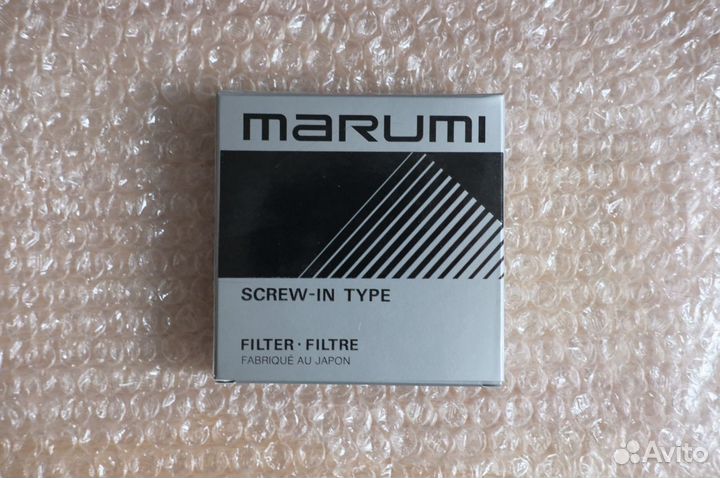 marumi
SCREW-IN TYPE
FILTER · FILTRE
FABRIQUÉ AU JAPON
Avito